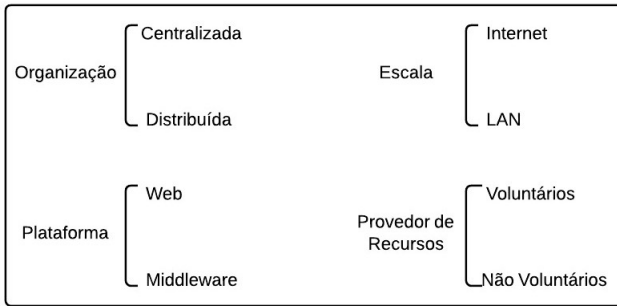 Organização
Centralizada
Distribuída
Escala
Internet
LAN
Plataforma
Web
Middleware
Provedor de
Recursos
Voluntários
Não Voluntários